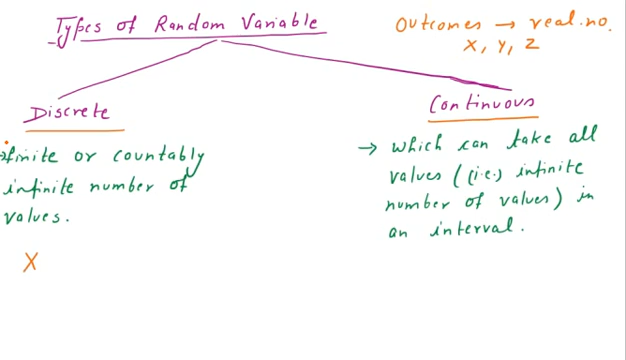 Types of Random Variable
Outcomes → real.no.
X, Y, Z
Discrete
Continuous
→ finite or countably
infinite number of
values.
→ which can take all
values (i.e.) infinite
number of values) in
an interval.
X